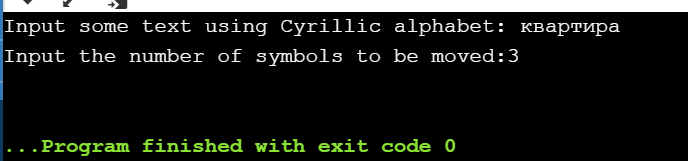 Input some text using Cyrillic alphabet: квартира
Input the number of symbols to be moved:3
...Program finished with exit code 0